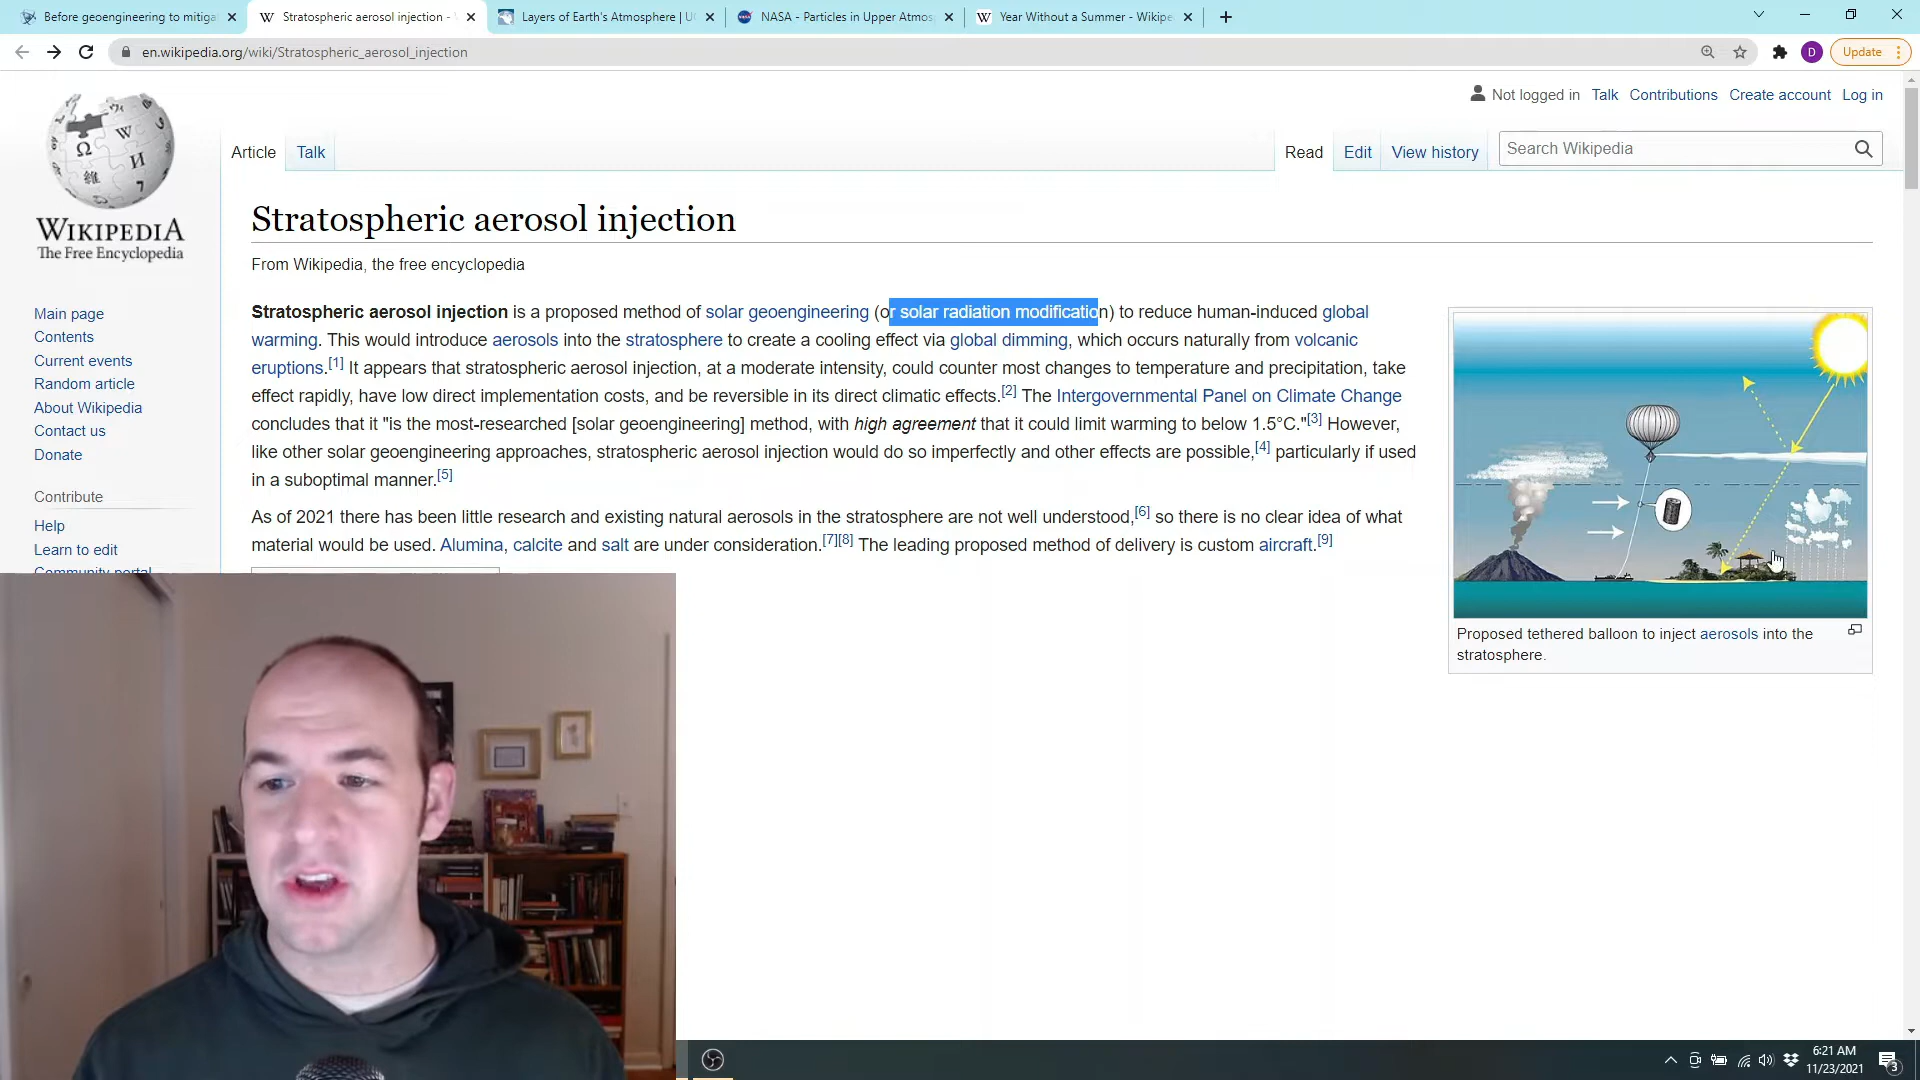 Before geoengineering to mitiga
Stratospheric aerosol injection -
Layers of Earth's Atmosphere | U
NASA - Particles in Upper Atmos
Year Without a Summer - Wikipe
en.wikipedia.org/wiki/Stratospheric_aerosol_injection
D
Update
Not logged in Talk Contributions Create account Log in
Article Talk Read Edit View history Search Wikipedia
WIKIPEDIA
The Free Encyclopedia
Main page
Contents
Current events
Random article
About Wikipedia
Contact us
Donate
Contribute
Help
Learn to edit
Community portal
Stratospheric aerosol injection
From Wikipedia, the free encyclopedia
Stratospheric aerosol injection is a proposed method of solar geoengineering (or solar radiation modification) to reduce human-induced global
warming. This would introduce aerosols into the stratosphere to create a cooling effect via global dimming, which occurs naturally from volcanic
eruptions.[1] It appears that stratospheric aerosol injection, at a moderate intensity, could counter most changes to temperature and precipitation, take
effect rapidly, have low direct implementation costs, and be reversible in its direct climatic effects.[2] The Intergovernmental Panel on Climate Change
concludes that it "is the most-researched [solar geoengineering] method, with high agreement that it could limit warming to below 1.5°C."[3] However,
like other solar geoengineering approaches, stratospheric aerosol injection would do so imperfectly and other effects are possible,[4] particularly if used
in a suboptimal manner.[5]
As of 2021 there has been little research and existing natural aerosols in the stratosphere are not well understood,[6] so there is no clear idea of what
material would be used. Alumina, calcite and salt are under consideration.[7][8] The leading proposed method of delivery is custom aircraft.[9]
Proposed tethered balloon to inject aerosols into the
stratosphere.
6:21 AM
11/23/2021
3